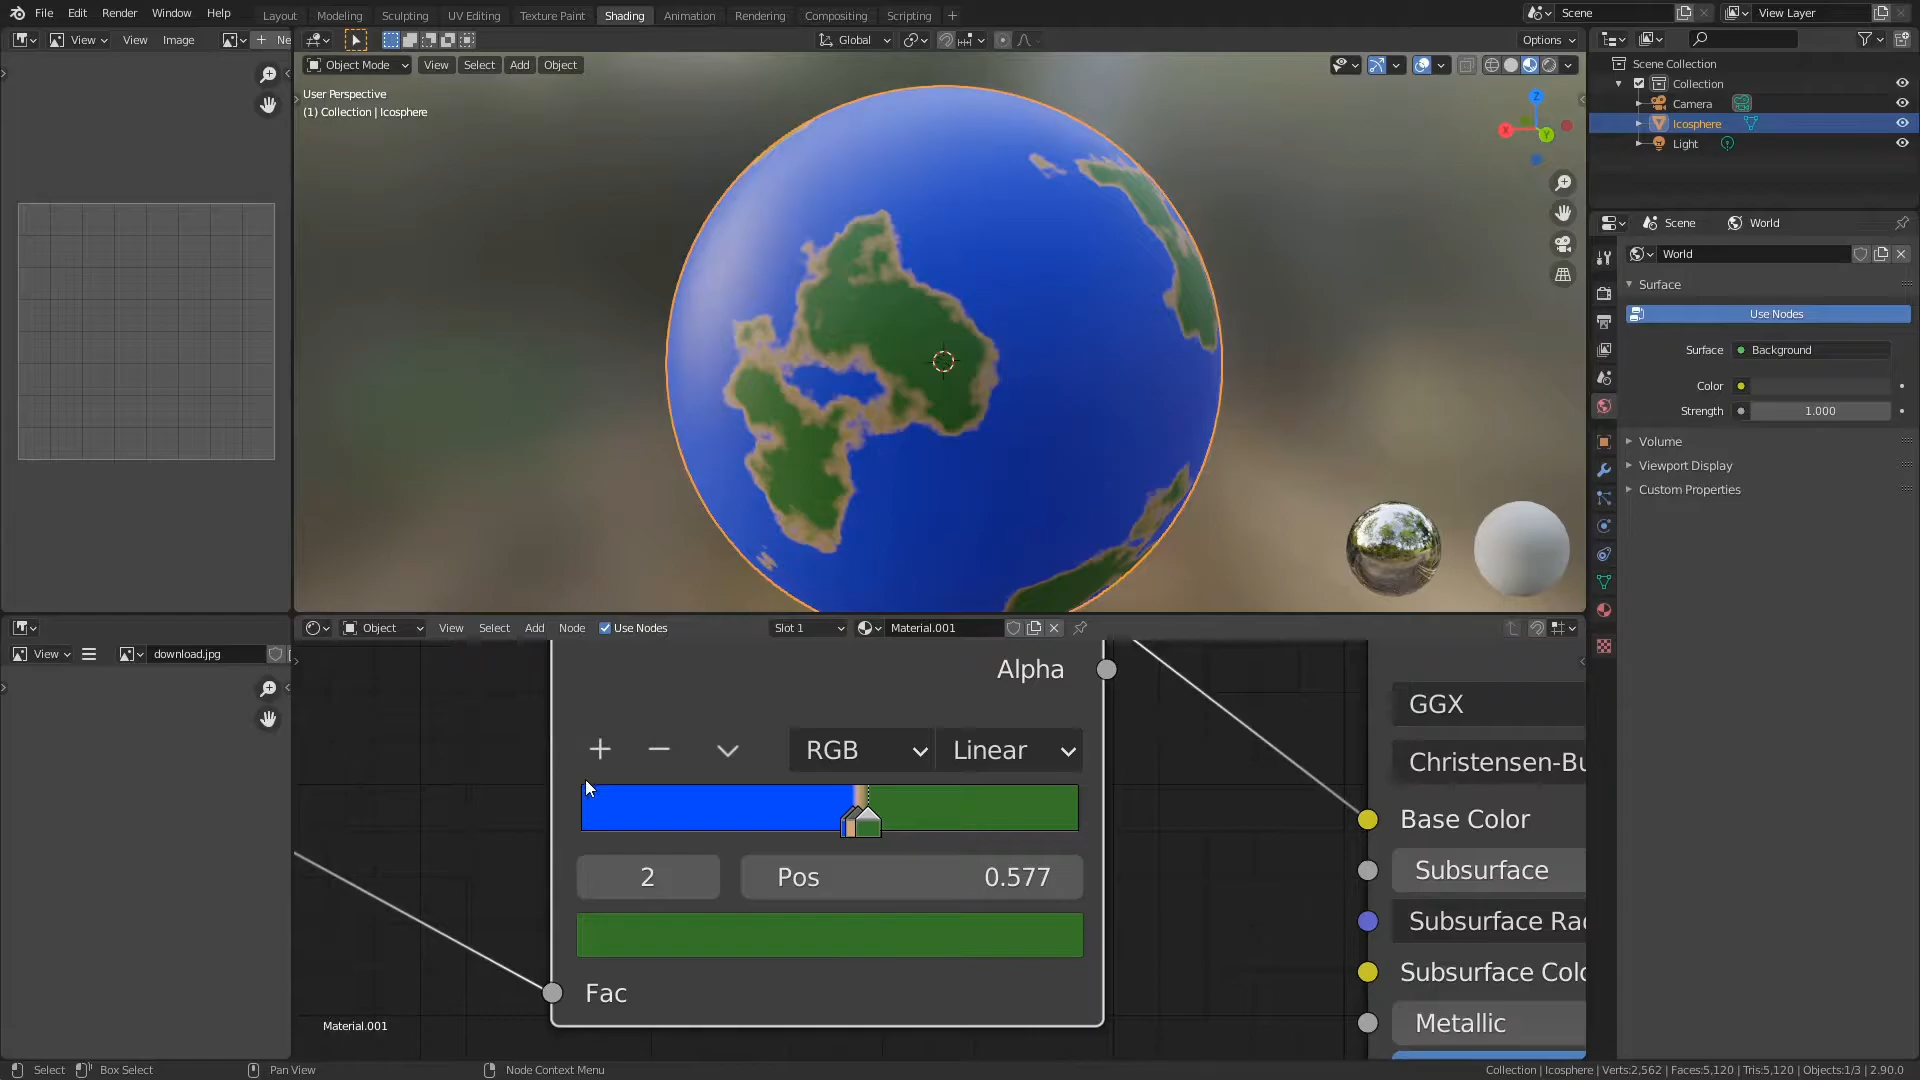 File Edit Render Window Help Layout Modeling Sculpting UV Editing Texture Paint Shading Animation Rendering Compositing Scripting Scene View Layer
View View Image Ne Global Options
Object Mode View Select Add Object
User Perspective
(1) Collection | Icosphere
Z
X
Y
Scene Collection
Collection
Camera
Icosphere
Light
Scene World
World
Surface
Use Nodes
Surface Background
Color
Strength 1.000
Volume
Viewport Display
Custom Properties
Object View Select Add Node Use Nodes Slot 1 Material.001
View download.jpg
Alpha
RGB Linear
2 Pos 0.577
Fac
Material.001
GGX
Christensen-Bu
Base Color
Subsurface
Subsurface Rad
Subsurface Colo
Metallic
Select Box Select Pan View Node Context Menu Collection | Icosphere | Verts:2,562 | Faces:5,120 | Tris:5,120 | Objects:1/3 | 2.90.0